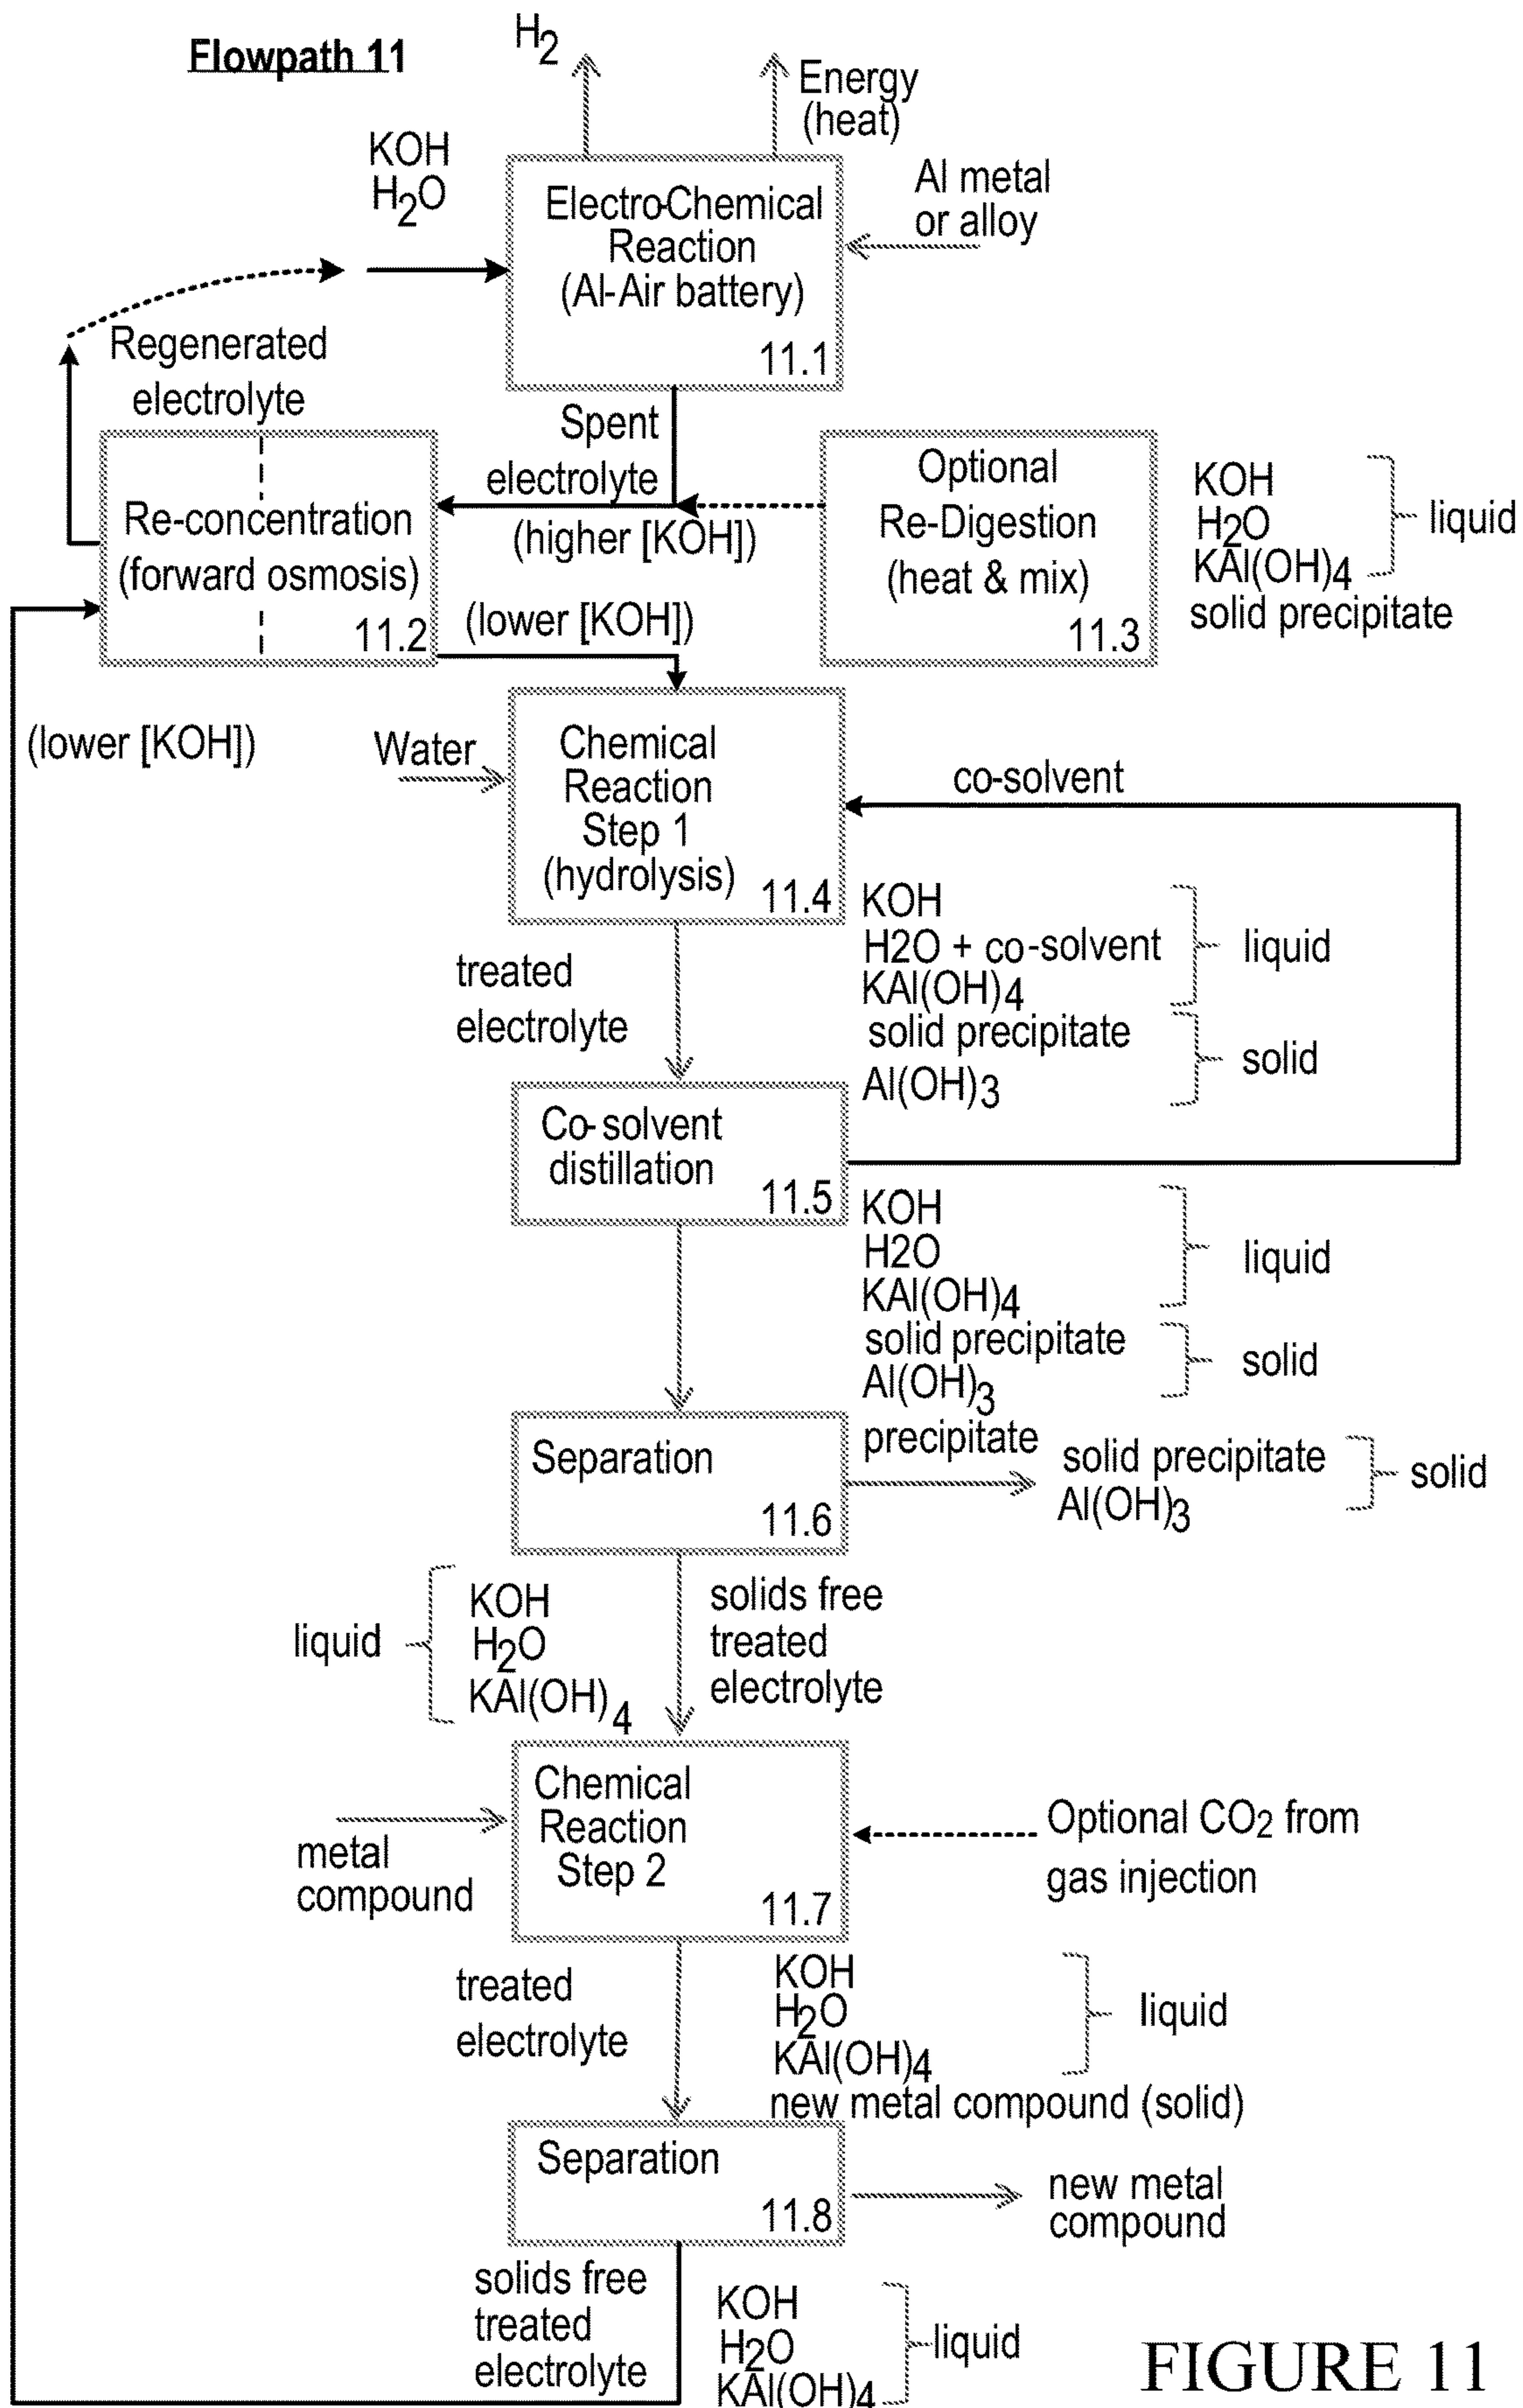 Flowpath 11
H2
Energy
(heat)
KOH
H2O
Al metal
or alloy
Electro-Chemical
Reaction
(Al-Air battery)
11.1
Regenerated
electrolyte
Spent
electrolyte
(higher [KOH])
Re-concentration
(forward osmosis)
11.2
Optional
Re-Digestion
(heat & mix)
11.3
KOH
H2O
KAl(OH)4
liquid
solid precipitate
(lower [KOH])
(lower [KOH])
Water
Chemical
Reaction
Step 1
(hydrolysis)
11.4
co-solvent
KOH
H2O + co-solvent
KAl(OH)4
liquid
solid precipitate
Al(OH)3
solid
treated
electrolyte
Co-solvent
distillation
11.5
KOH
H2O
KAl(OH)4
liquid
solid precipitate
Al(OH)3
solid
Separation
11.6
precipitate
solid precipitate
Al(OH)3
solid
liquid
KOH
H2O
KAl(OH)4
solids free
treated
electrolyte
Chemical
Reaction
Step 2
11.7
metal
compound
Optional CO2 from
gas injection
treated
electrolyte
KOH
H2O
KAl(OH)4
liquid
new metal compound (solid)
Separation
11.8
new metal
compound
solids free
treated
electrolyte
KOH
H2O
KAl(OH)4
liquid
FIGURE 11